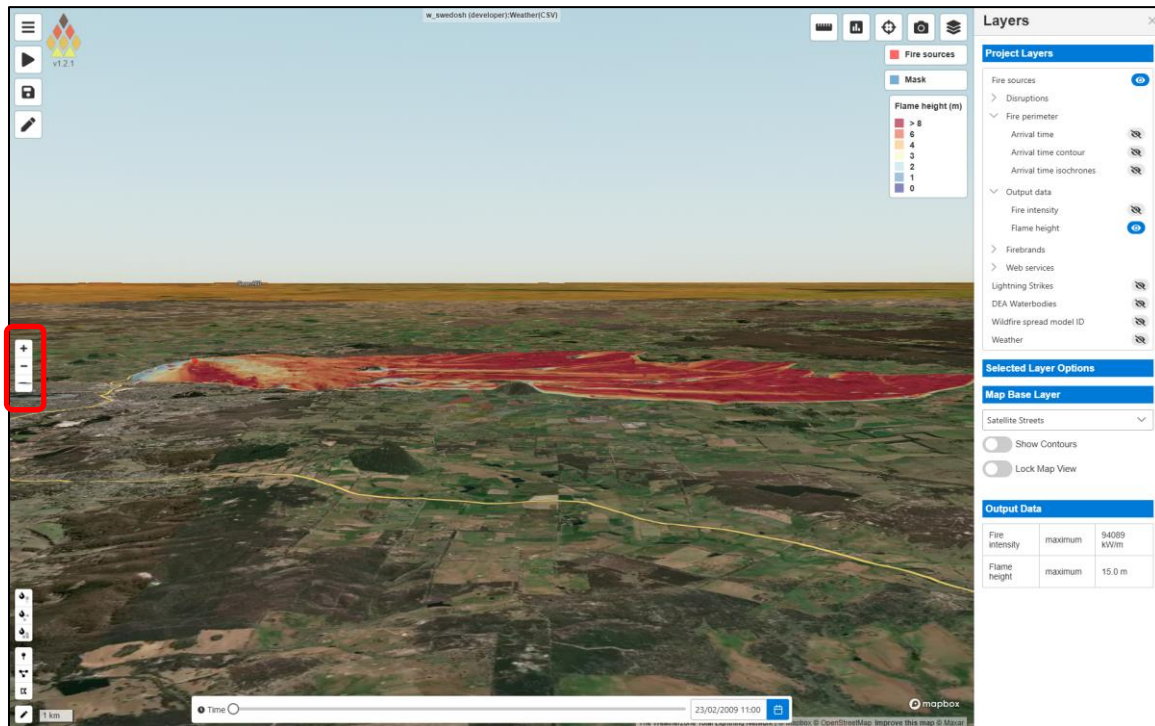 w_swedosh (developer):Weather(CSV)
v1.2.1
Fire sources
Mask
Flame height (m)
> 8
6
4
3
2
1
0
+
−
1 km
Time
23/02/2009 11:00
mapbox
© OpenStreetMap Improve this map © Maxar
Layers
Project Layers
Fire sources
Disruptions
Fire perimeter
Arrival time
Arrival time contour
Arrival time isochrones
Output data
Fire intensity
Flame height
Firebrands
Web services
Lightning Strikes
DEA Waterbodies
Wildfire spread model ID
Weather
Selected Layer Options
Map Base Layer
Satellite Streets
Show Contours
Lock Map View
Output Data
Fire intensity maximum 94089 kW/m
Flame height maximum 15.0 m